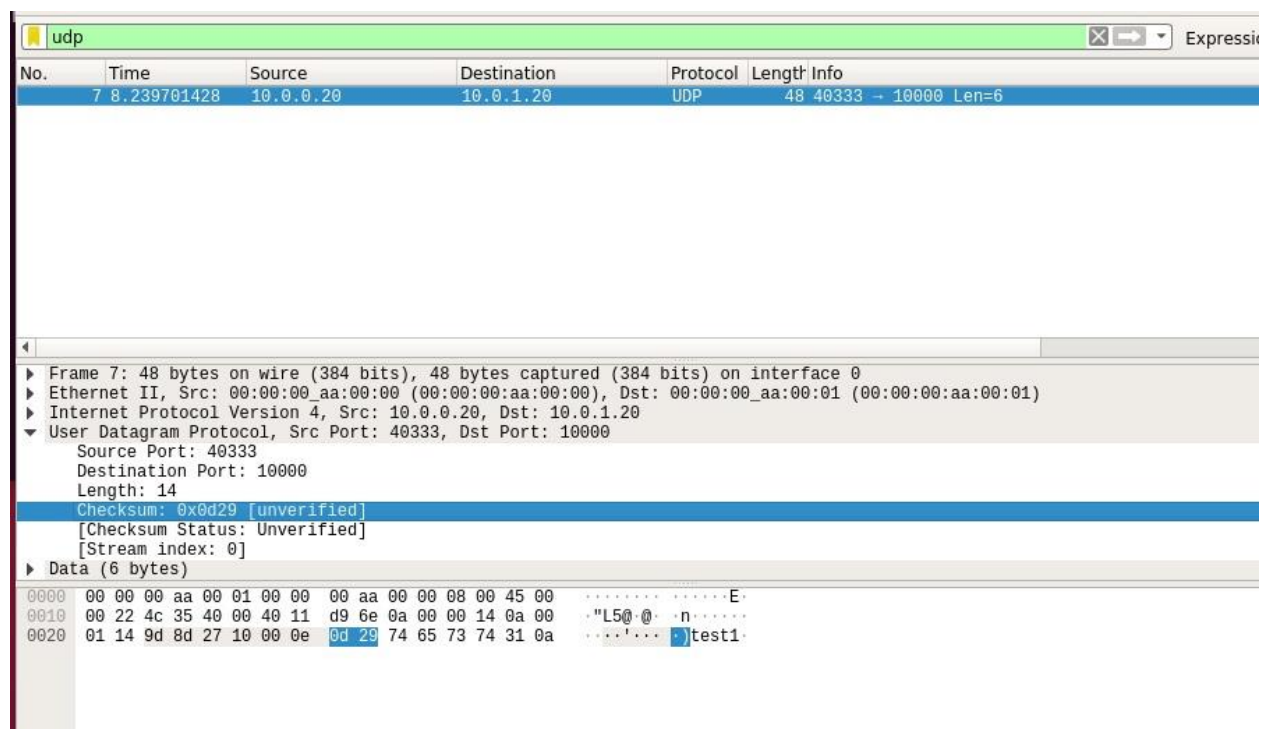 udp Expressio
No. Time Source Destination Protocol Length Info
7 8.239701428 10.0.0.20 10.0.1.20 UDP 48 40333 → 10000 Len=6
Frame 7: 48 bytes on wire (384 bits), 48 bytes captured (384 bits) on interface 0
Ethernet II, Src: 00:00:00_aa:00:00 (00:00:00:aa:00:00), Dst: 00:00:00_aa:00:01 (00:00:00:aa:00:01)
Internet Protocol Version 4, Src: 10.0.0.20, Dst: 10.0.1.20
User Datagram Protocol, Src Port: 40333, Dst Port: 10000
Source Port: 40333
Destination Port: 10000
Length: 14
Checksum: 0x0d29 [unverified]
[Checksum Status: Unverified]
[Stream index: 0]
Data (6 bytes)
0000 00 00 00 aa 00 01 00 00 00 aa 00 00 08 00 45 00 ········ ······E·
0010 00 22 4c 35 40 00 40 11 d9 6e 0a 00 00 14 0a 00 ·"L5@·@· ·n······
0020 01 14 9d 8d 27 10 00 0e 0d 29 74 65 73 74 31 0a ····'··· ·)test1·